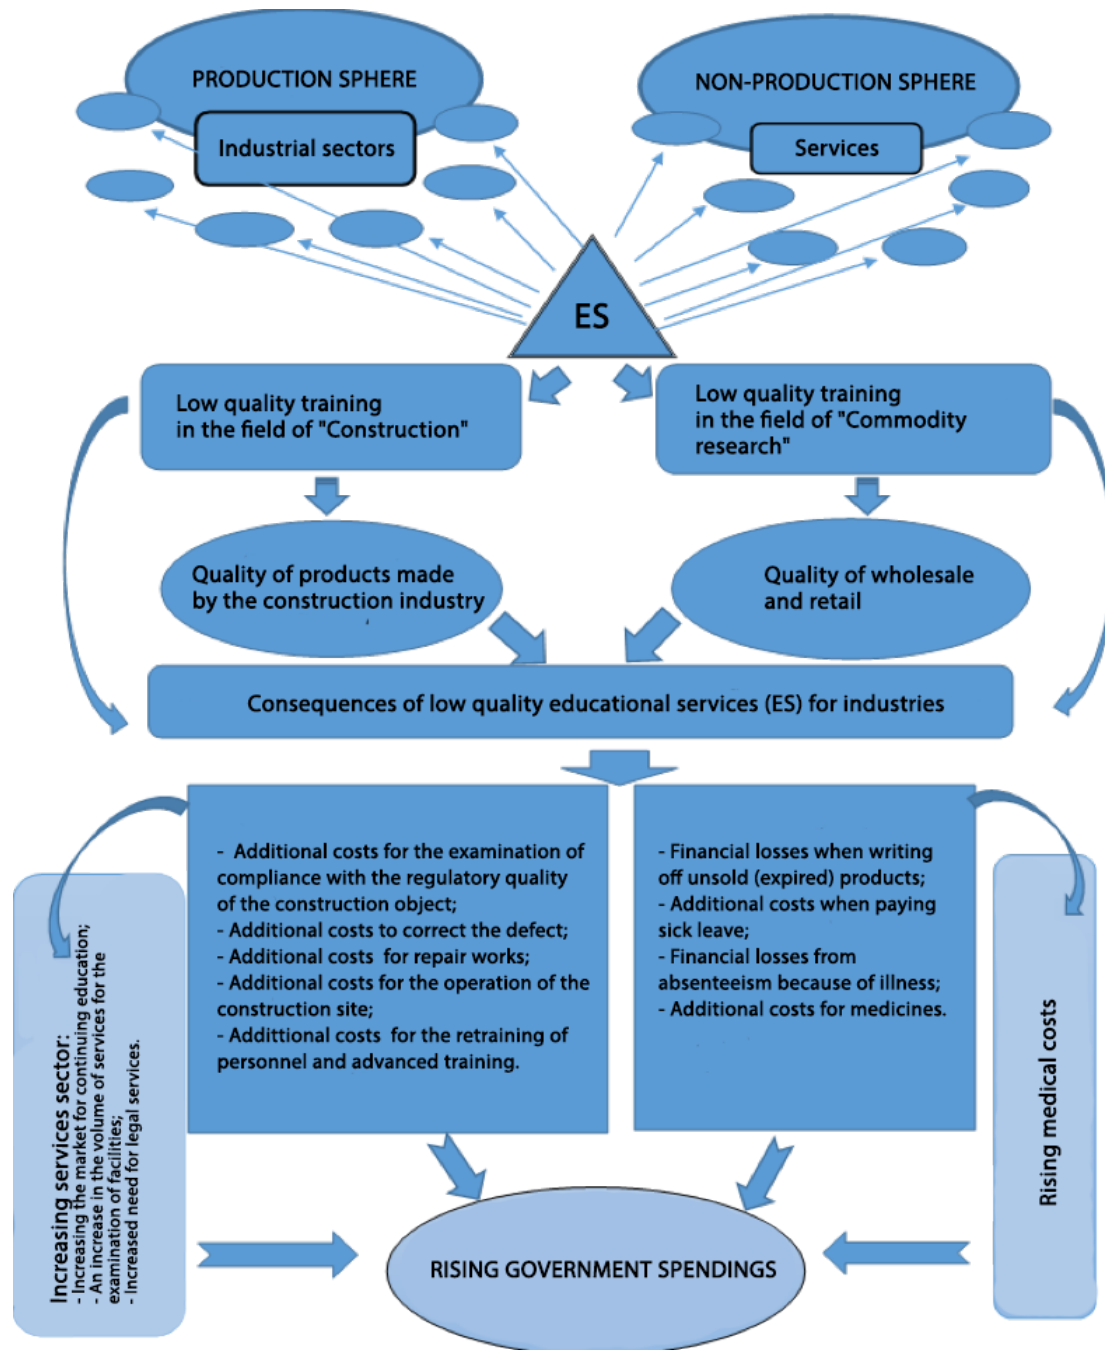 PRODUCTION SPHERE
NON-PRODUCTION SPHERE
Industrial sectors
Services
ES
Low quality training
in the field of "Construction"
Low quality training
in the field of "Commodity
research"
Quality of products made
by the construction industry
Quality of wholesale
and retail
Consequences of low quality educational services (ES) for industries
- Additional costs for the examination of
compliance with the regulatory quality
of the construction object;
- Additional costs to correct the defect;
- Additional costs for repair works;
- Additional costs for the operation of the
construction site;
- Addittional costs for the retraining of
personnel and advanced training.
- Financial losses when writing
off unsold (expired) products;
- Additional costs when paying
sick leave;
- Financial losses from
absenteeism because of illness;
- Additional costs for medicines.
Increasing services sector:
- Increasing the market for continuing education;
- An increase in the volume of services for the
examination of facilities;
- Increased need for legal services.
Rising medical costs
RISING GOVERNMENT SPENDINGS